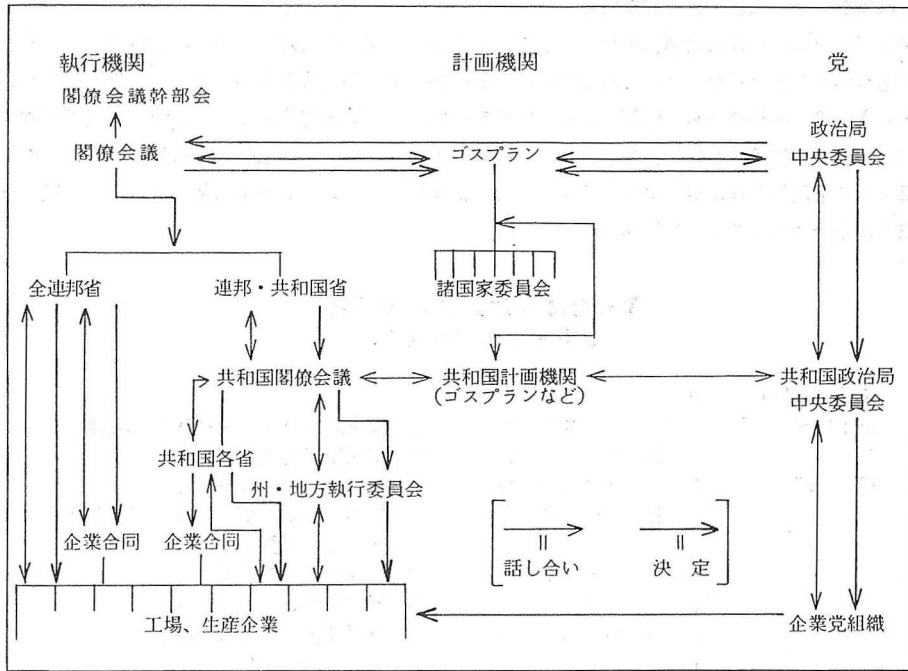 執行機関
計画機関
党
閣僚会議幹部会
閣僚会議
ゴスプラン
政治局
中央委員会
全連邦省
連邦・共和国省
諸国家委員会
共和国閣僚会議
共和国計画機関
(ゴスプランなど)
共和国政治局
中央委員会
共和国各省
州・地方執行委員会
企業合同
企業合同
話し合い
決 定
工場、生産企業
企業党組織